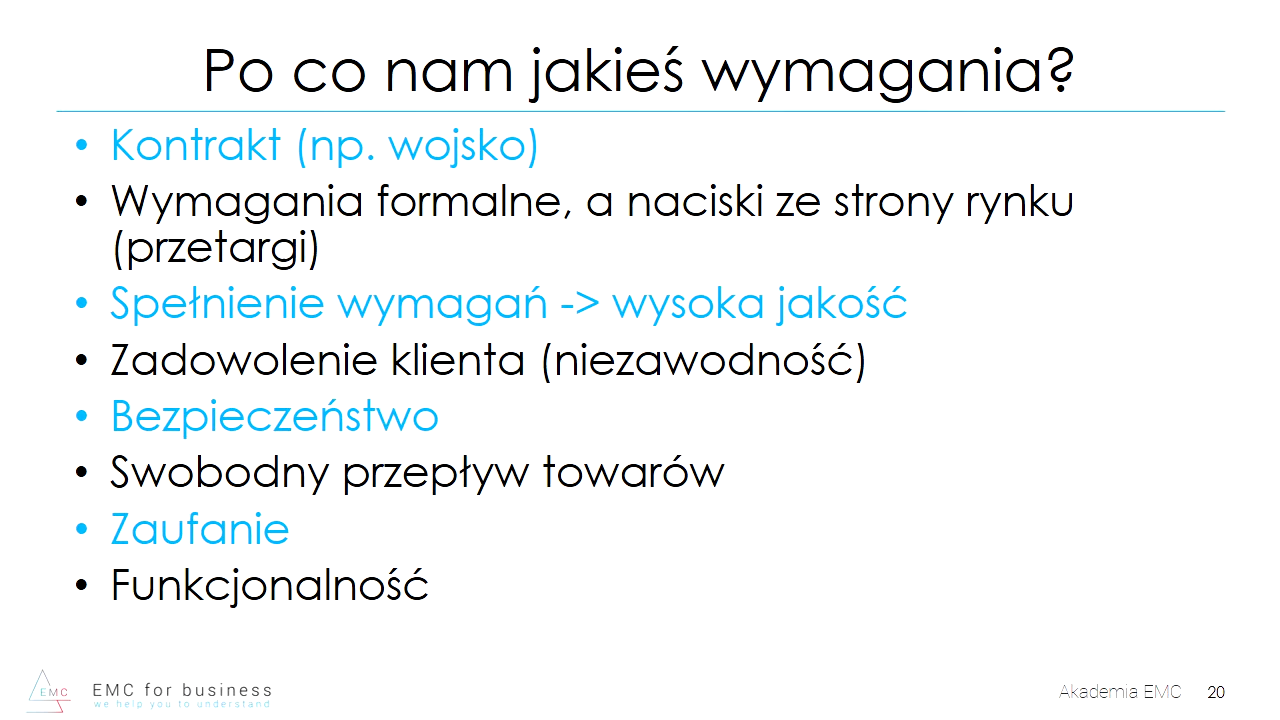 Po co nam jakieś wymagania?
• Kontrakt (np. wojsko)
• Wymagania formalne, a naciski ze strony rynku
(przetargi)
• Spełnienie wymagań -> wysoka jakość
• Zadowolenie klienta (niezawodność)
• Bezpieczeństwo
• Swobodny przepływ towarów
• Zaufanie
• Funkcjonalność
EMC
EMC for business
we help you to understand
Akademia EMC 20